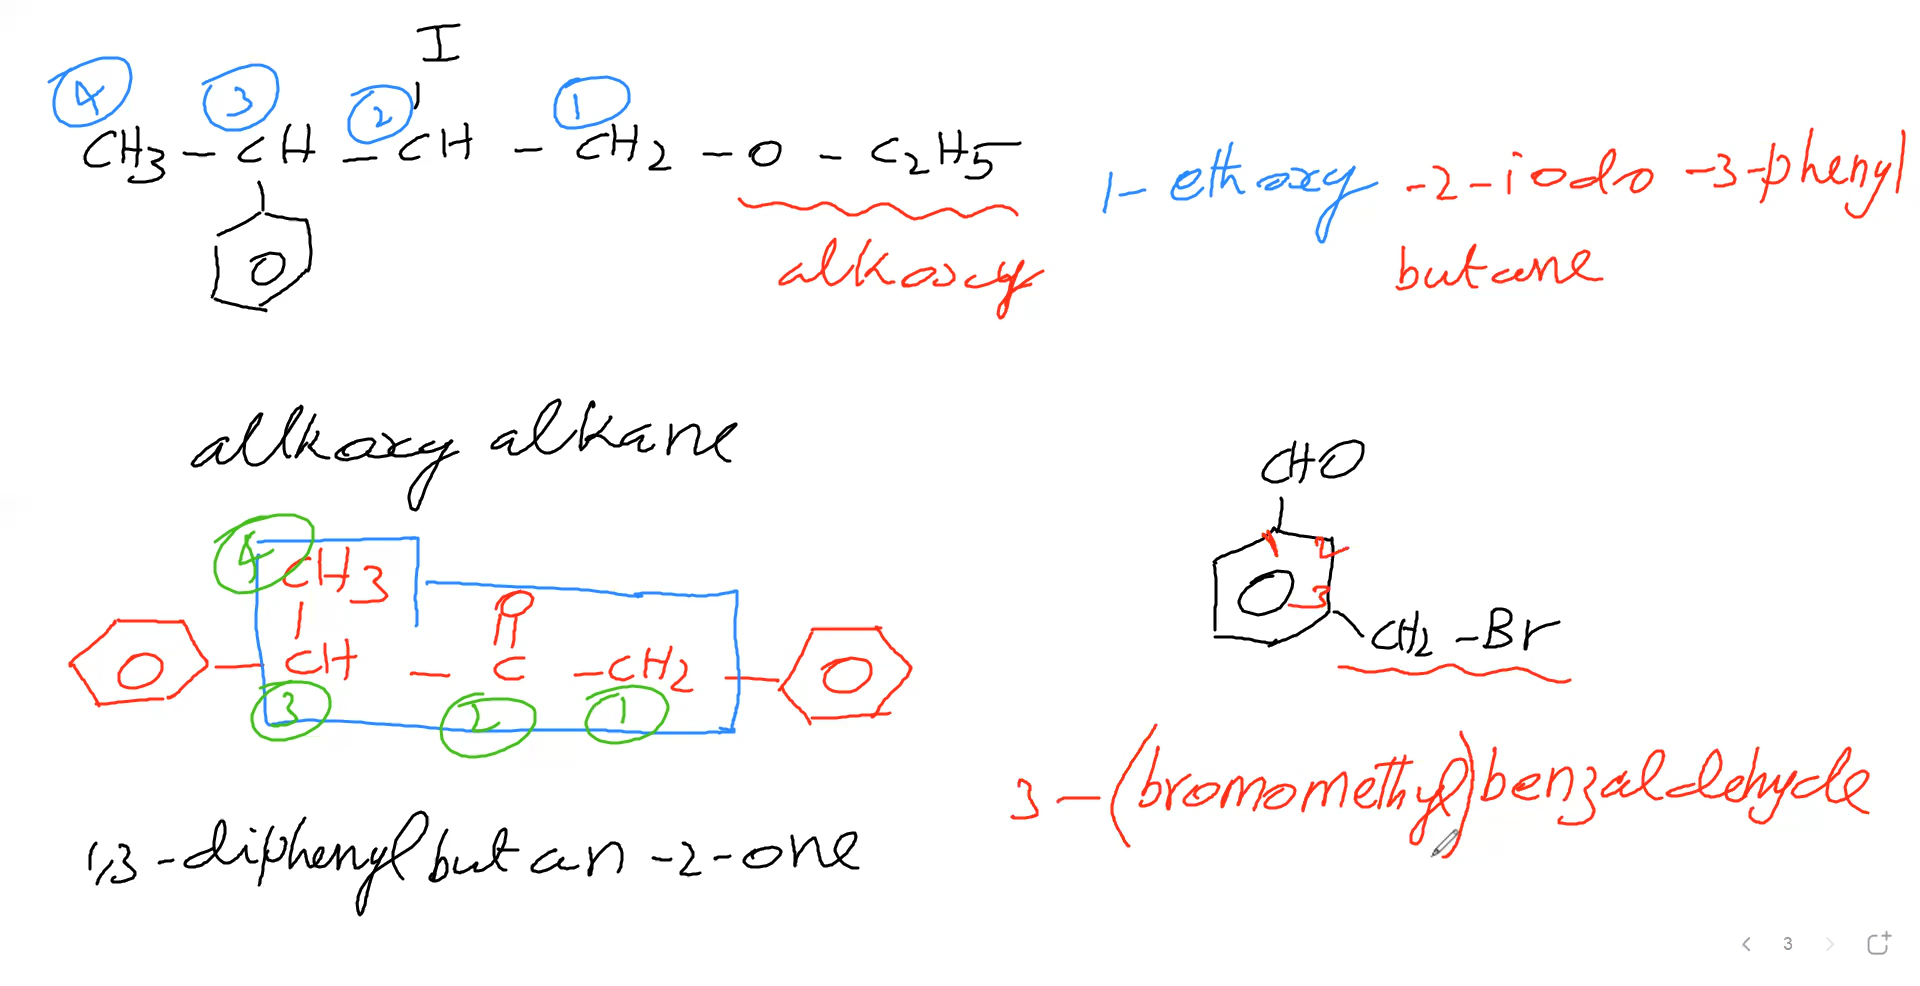 I
4 3 2 1
CH3 - CH - CH - CH2 - O - C2H5
1- ethoxy -2-iodo -3-phenyl
butane
alkoxy
allkoxy alkane
CHO
1 2
3
CH2 -Br
4 CH3
O
CH - C -CH2
3 2 1
3 -(bromomethyl)benzaldehyde
1,3 -diphenylbutan -2-one
< 3 >